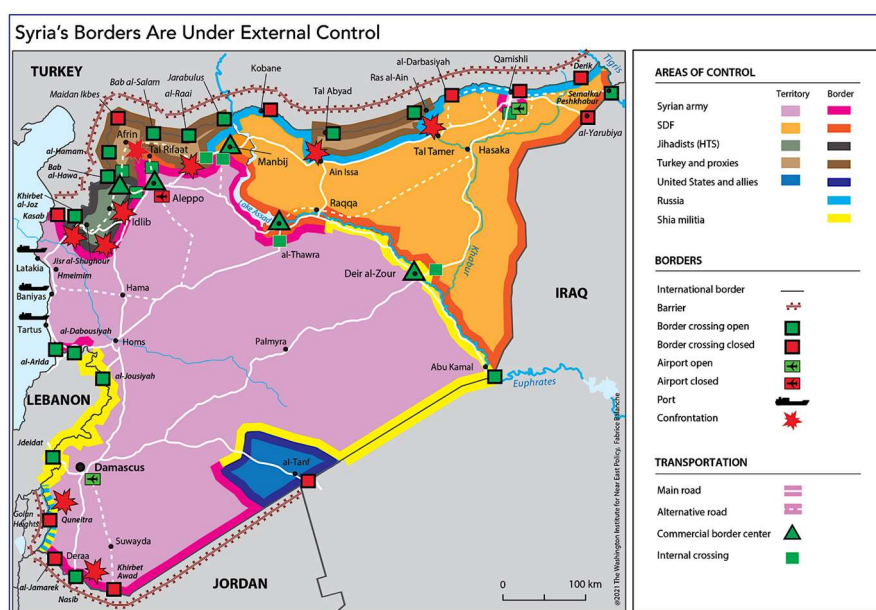 Syria's Borders Are Under External Control
TURKEY
Maidan Ikbes
Bab al-Salam
al-Raai
Jarabulus
Kobane
Tal Abyad
al-Darbasiyah
Ras al-Ain
Qamishli
Derik
Tigris
Semalka/
Peshkhabur
al-Yarubiya
al-Hamam
Afrin
Tal Rifaat
Manbij
Ain Issa
Tal Tamer
Hasaka
Bab
al-Hawa
Khirbet
al-Joz
Kasab
Idlib
Aleppo
Lake Assad
Raqqa
Khabur
Jisr al-Shughour
Latakia
Hmeimim
al-Thawra
Deir al-Zour
IRAQ
Baniyas
Hama
Tartus
al-Dabousiyah
Homs
Palmyra
al-Arida
al-Jousiyah
Abu Kamal
Euphrates
LEBANON
Jdeidat
Damascus
al-Tanf
Golan
Heights
Quneitra
Suwayda
Deraa
Khirbet
Awad
al-Jamarek
Nasib
JORDAN
0 100 km
©2021 The Washington Institute for Near East Policy, Fabrice Balanche
AREAS OF CONTROL
Territory Border
Syrian army
SDF
Jihadists (HTS)
Turkey and proxies
United States and allies
Russia
Shia militia
BORDERS
International border
Barrier
Border crossing open
Border crossing closed
Airport open
Airport closed
Port
Confrontation
TRANSPORTATION
Main road
Alternative road
Commercial border center
Internal crossing